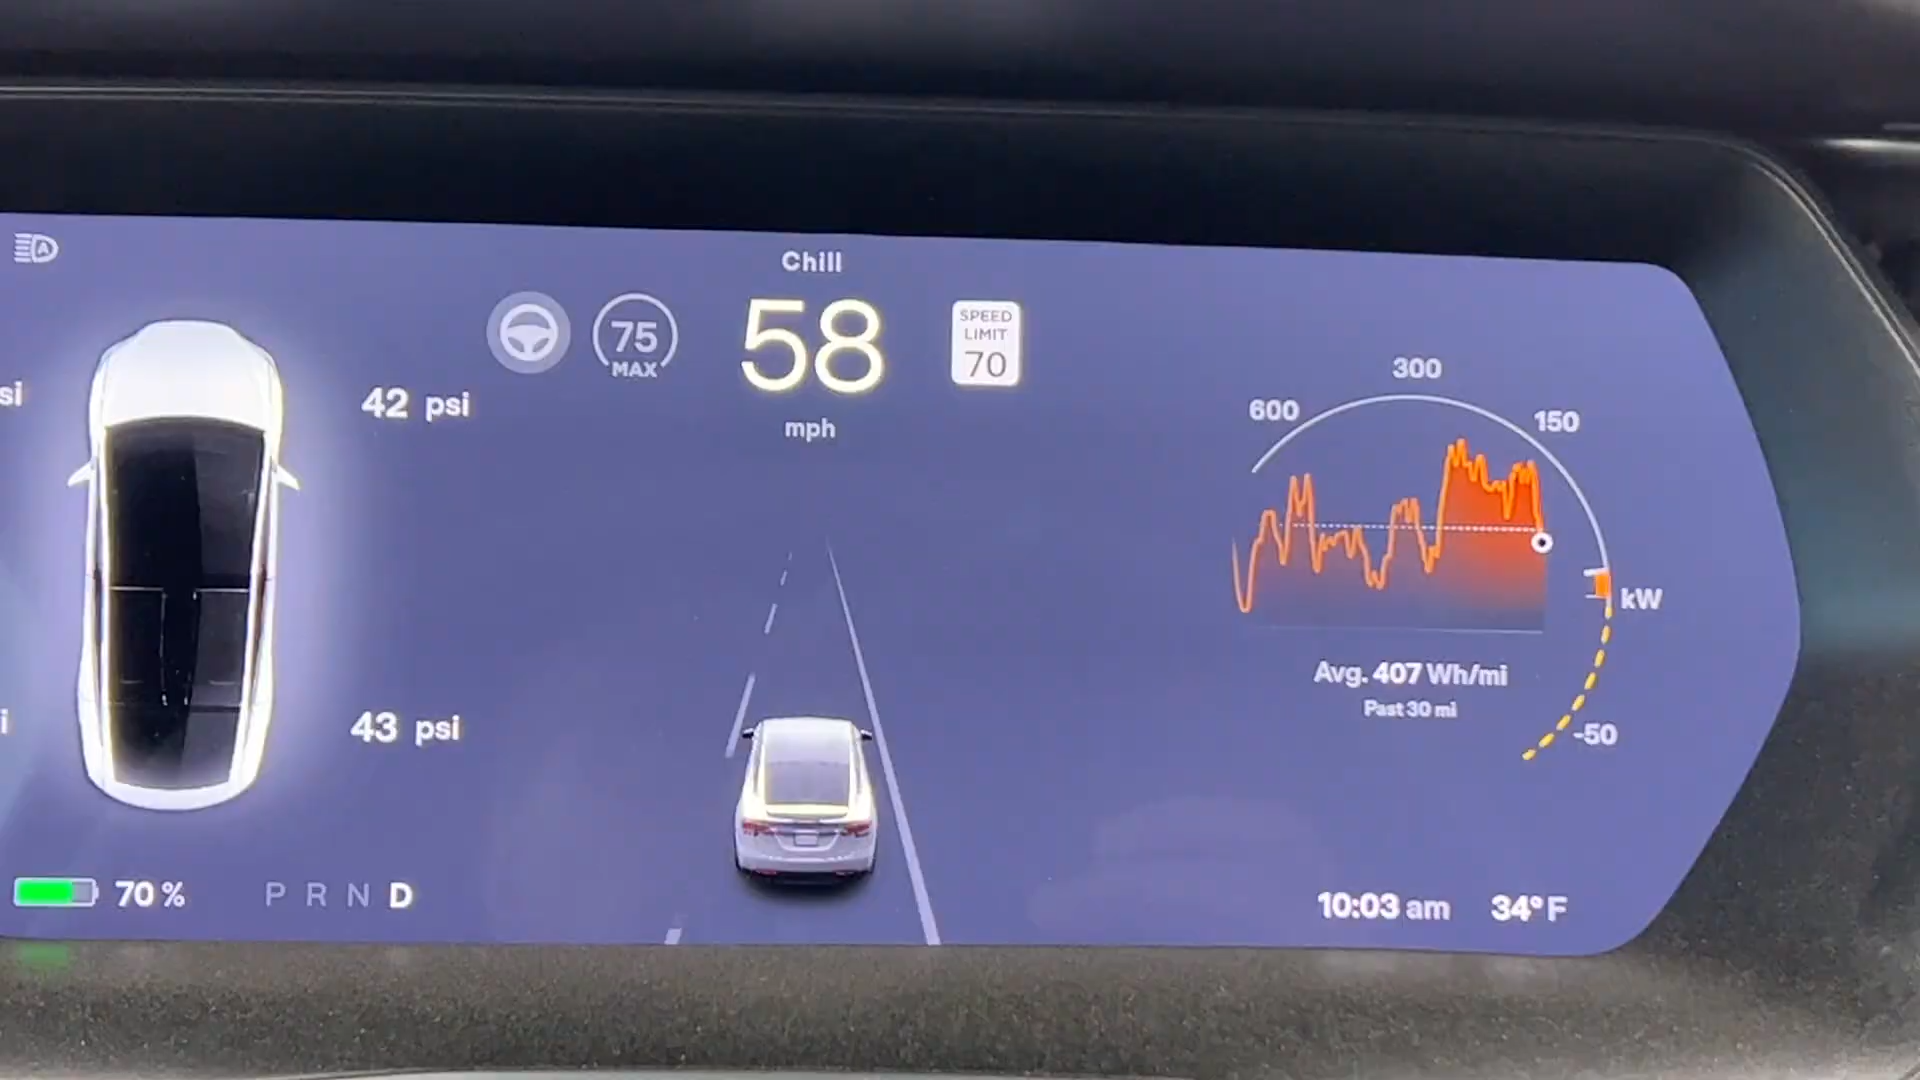 Chill
A
75
MAX
58
mph
SPEED
LIMIT
70
si
42 psi
i
43 psi
600
300
150
kW
-50
Avg. 407 Wh/mi
Past 30 mi
70 %
P R N D
10:03 am
34°F